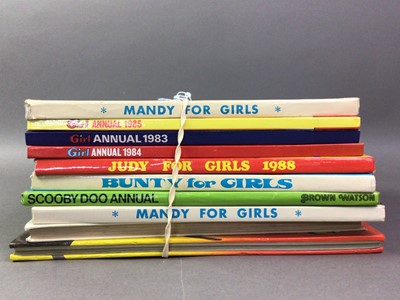 * MANDY FOR GIRLS *
Girl ANNUAL 1985
Girl ANNUAL 1983
Girl ANNUAL 1984
JUDY FOR GIRLS 1988
BUNTY for GIRLS
SCOOBY DOO ANNUAL BROWN WATSON
* MANDY FOR GIRLS *